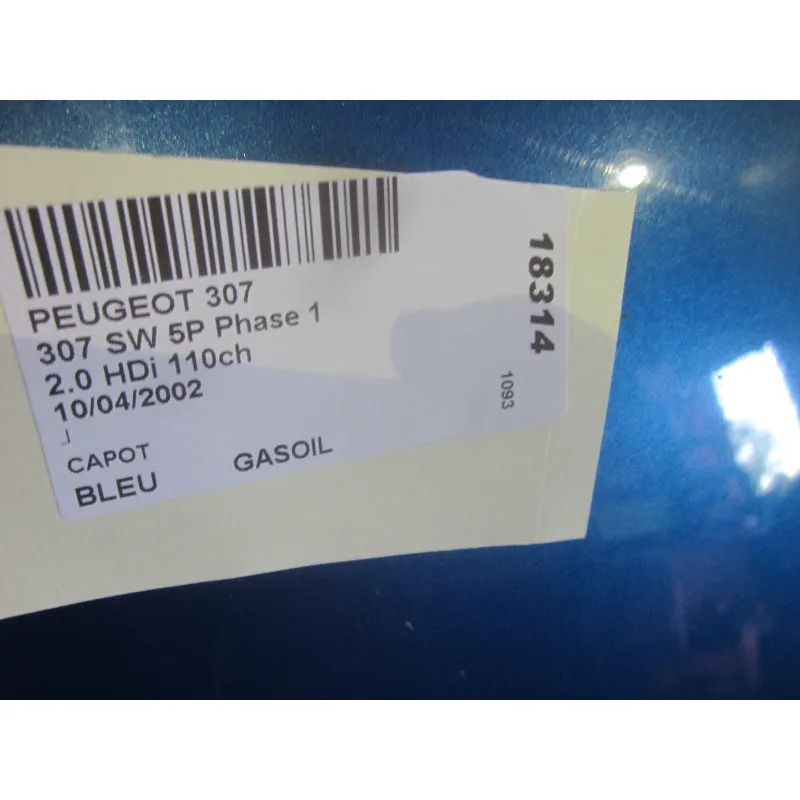 PEUGEOT 307
307 SW 5P Phase 1
2.0 HDi 110ch
10/04/2002
CAPOT GASOIL
BLEU
18314
1093